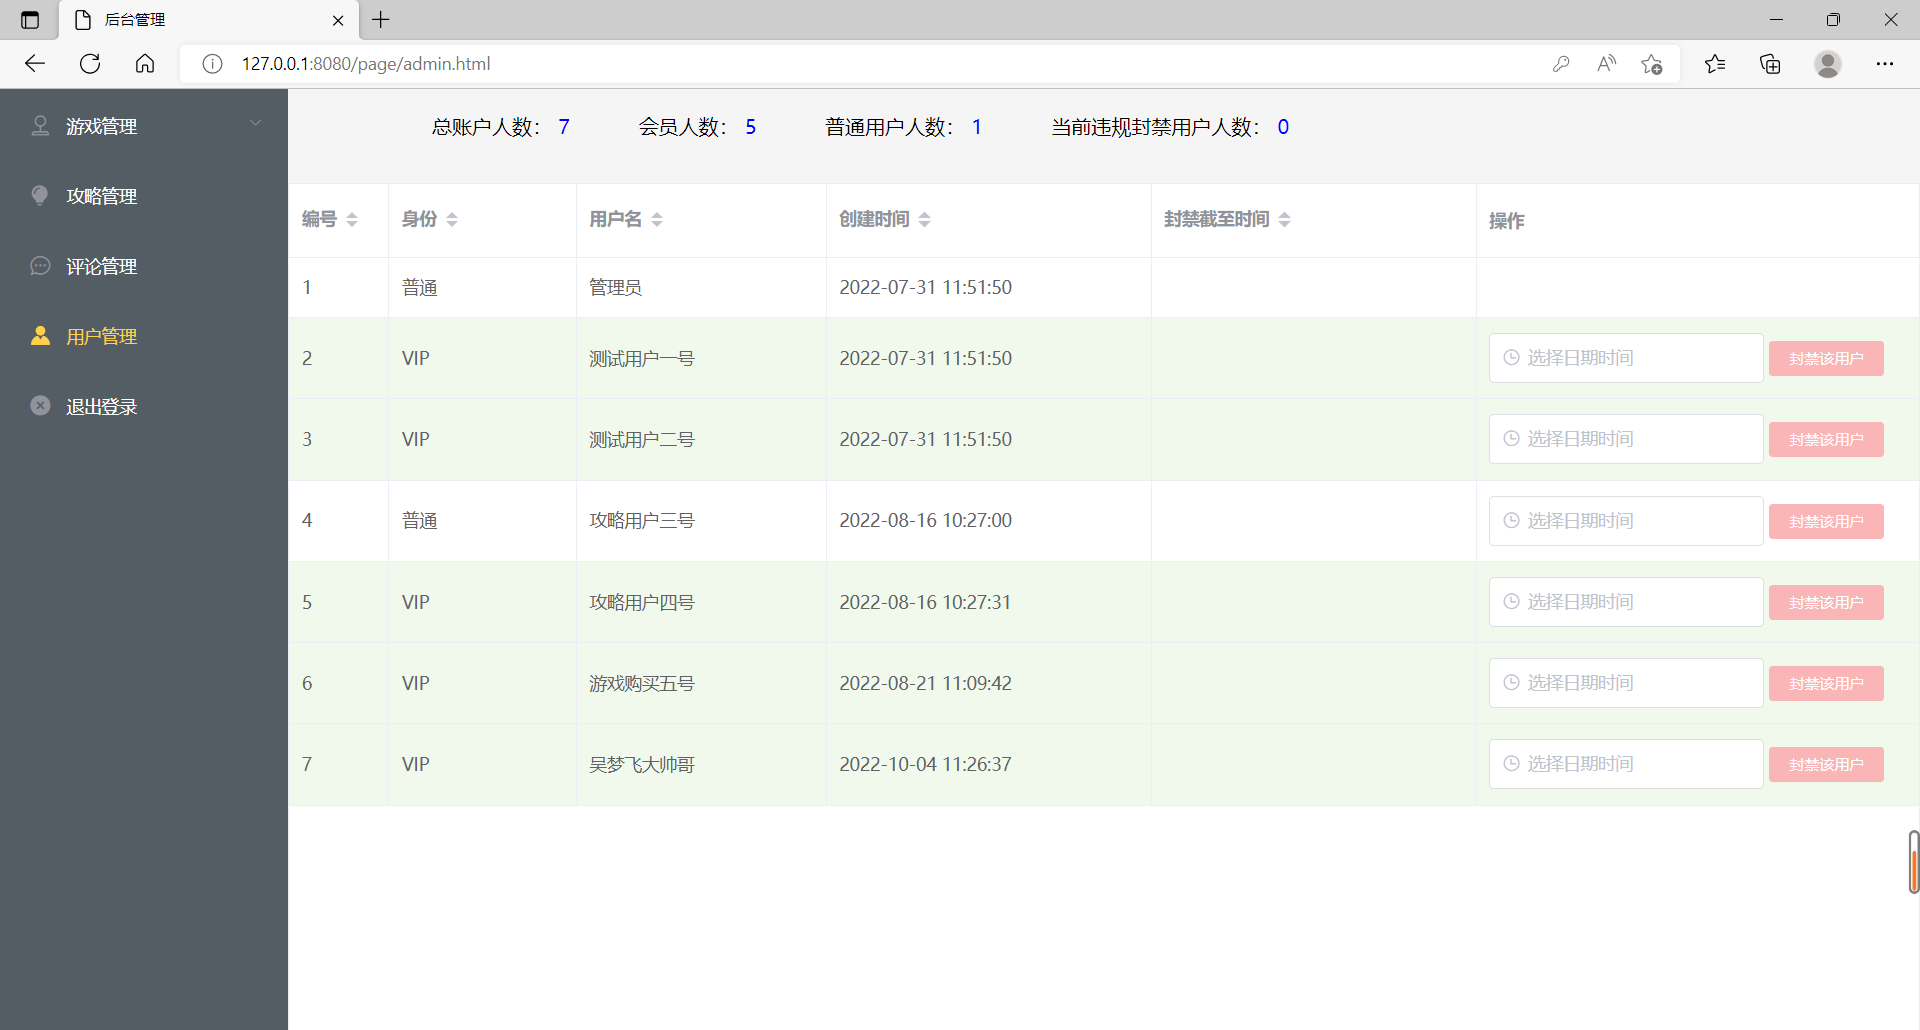 后台管理
127.0.0.1:8080/page/admin.html
游戏管理
攻略管理
评论管理
用户管理
退出登录
总账户人数： 7 会员人数： 5 普通用户人数： 1 当前违规封禁用户人数： 0
编号 身份 用户名 创建时间 封禁截至时间 操作
1 普通 管理员 2022-07-31 11:51:50
2 VIP 测试用户一号 2022-07-31 11:51:50 选择日期时间 封禁该用户
3 VIP 测试用户二号 2022-07-31 11:51:50 选择日期时间 封禁该用户
4 普通 攻略用户三号 2022-08-16 10:27:00 选择日期时间 封禁该用户
5 VIP 攻略用户四号 2022-08-16 10:27:31 选择日期时间 封禁该用户
6 VIP 游戏购买五号 2022-08-21 11:09:42 选择日期时间 封禁该用户
7 VIP 吴梦飞大帅哥 2022-10-04 11:26:37 选择日期时间 封禁该用户